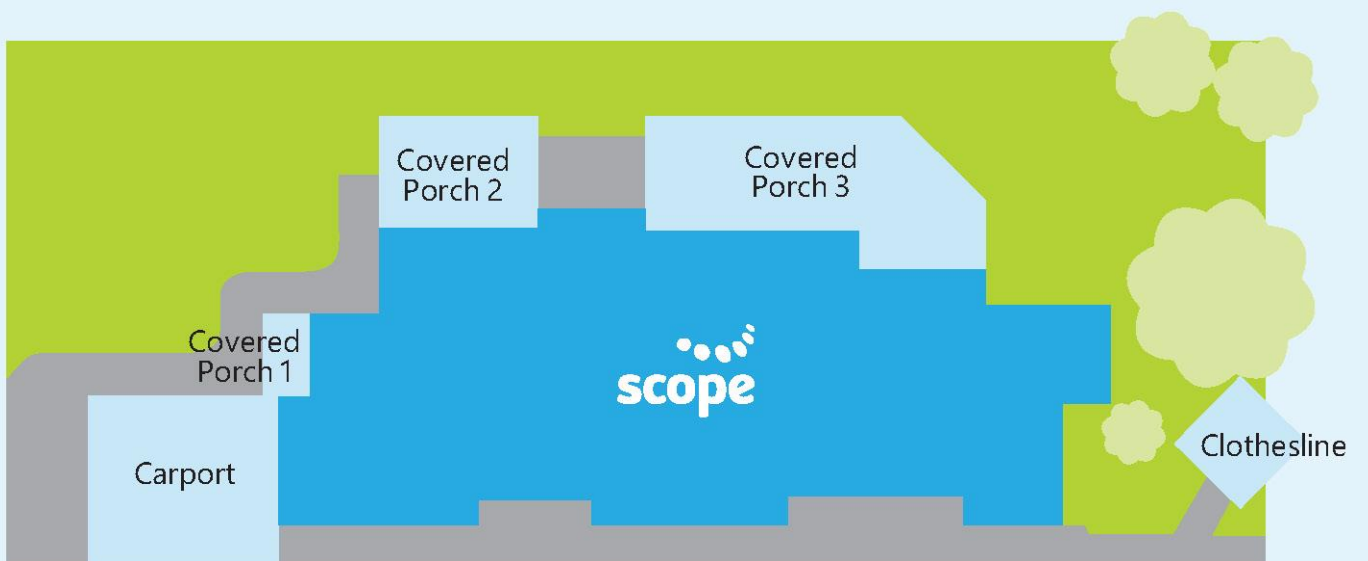 Covered
Porch 2
Covered
Porch 3
Covered
Porch 1
scope
Clothesline
Carport